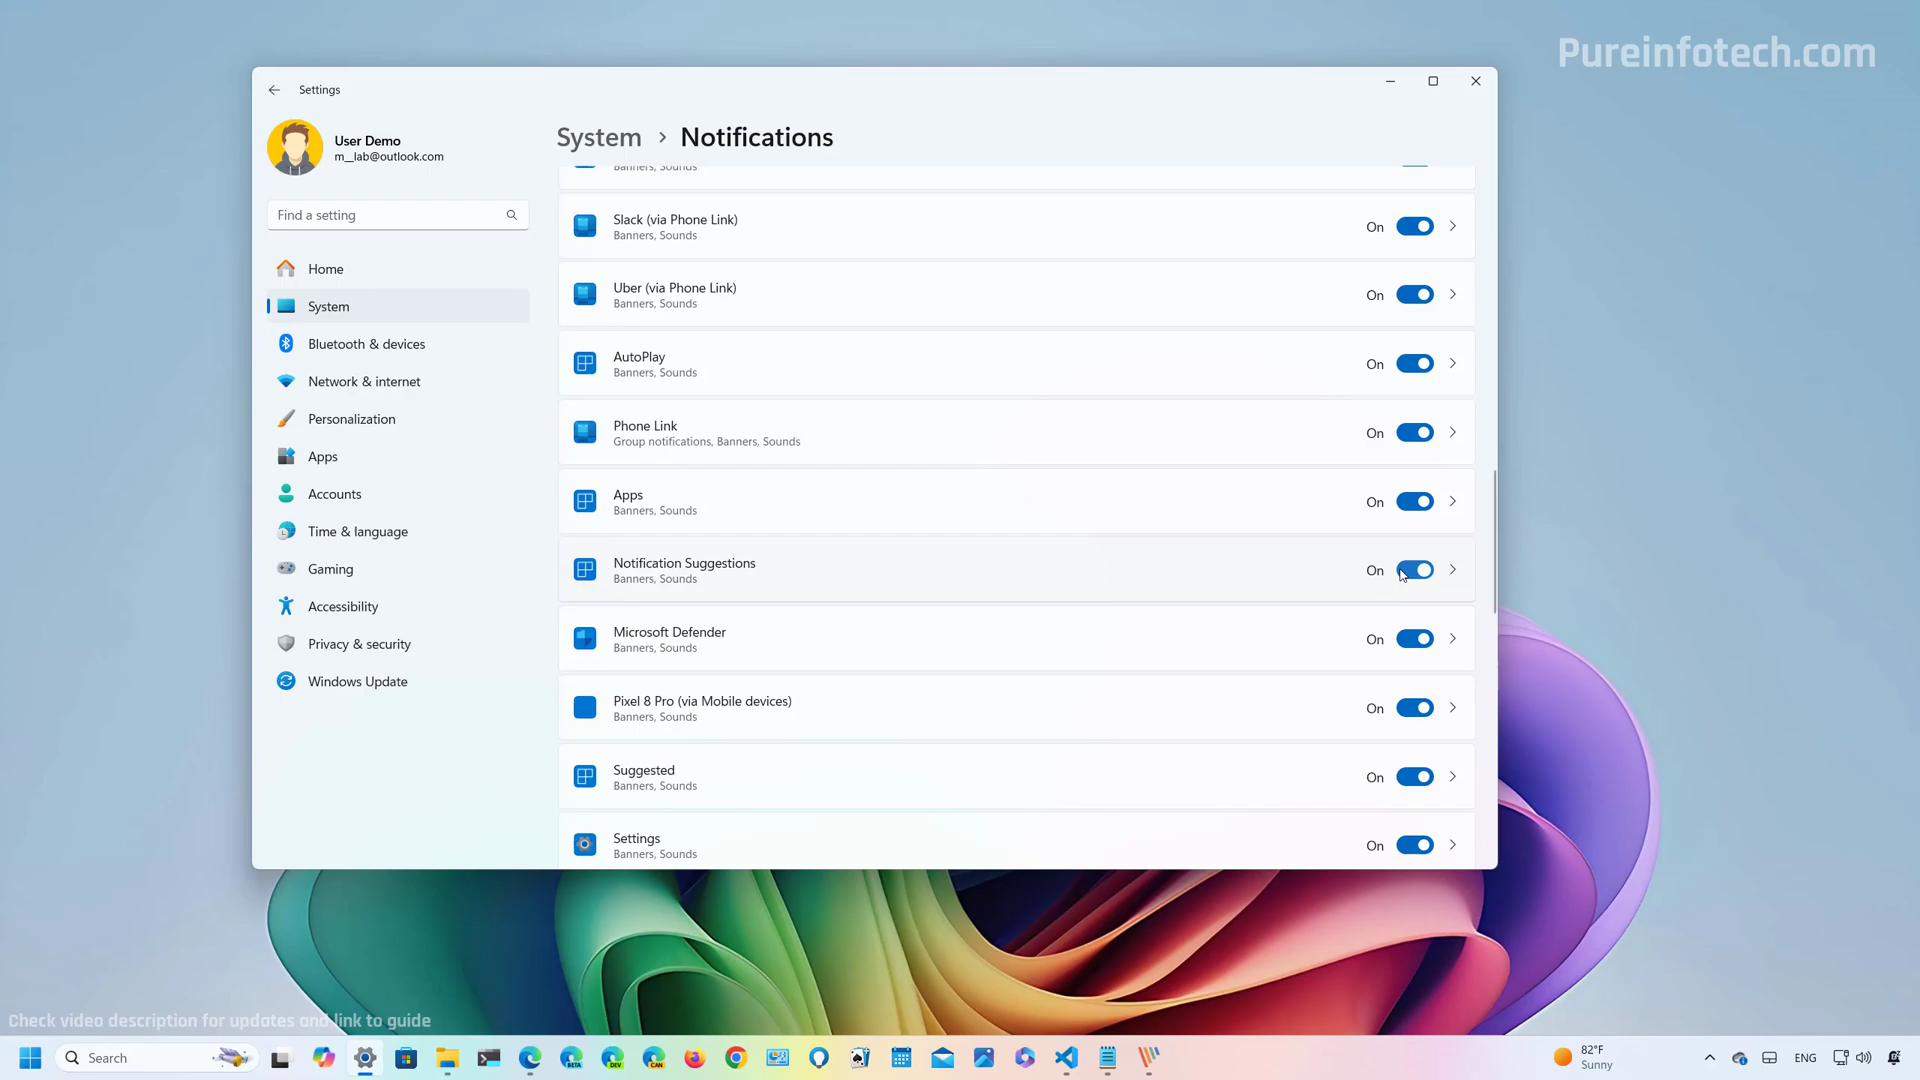 Pureinfotech.com
Settings
User Demo
m__lab@outlook.com
Find a setting
Home
System
Bluetooth & devices
Network & internet
Personalization
Apps
Accounts
Time & language
Gaming
Accessibility
Privacy & security
Windows Update
System > Notifications
Banners, Sounds
Slack (via Phone Link)
Banners, Sounds
On
Uber (via Phone Link)
Banners, Sounds
On
AutoPlay
Banners, Sounds
On
Phone Link
Group notifications, Banners, Sounds
On
Apps
Banners, Sounds
On
Notification Suggestions
Banners, Sounds
On
Microsoft Defender
Banners, Sounds
On
Pixel 8 Pro (via Mobile devices)
Banners, Sounds
On
Suggested
Banners, Sounds
On
Settings
Banners, Sounds
On
Check video description for updates and link to guide
Search
BETA
DEV
CAN
82°F
Sunny
ENG